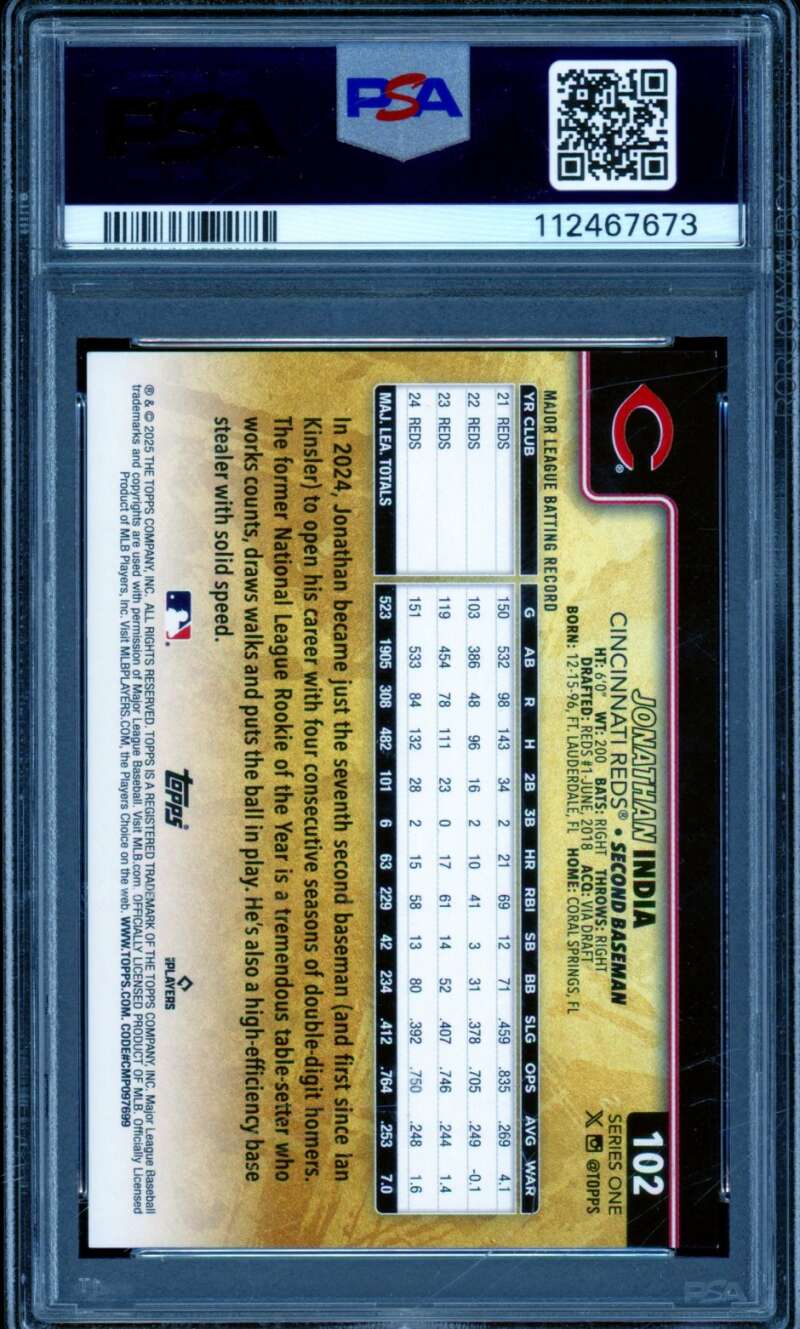 PSA
PSA
112467673
102
SERIES ONE
X @TOPPS
C ®
JONATHAN INDIA
CINCINNATI REDS® • SECOND BASEMAN
HT: 6'0" WT: 200 BATS: RIGHT THROWS: RIGHT
DRAFTED: REDS #1-JUNE, 2018 ACQ: VIA DRAFT
BORN: 12-15-96, FT. LAUDERDALE, FL HOME: CORAL SPRINGS, FL
MAJOR LEAGUE BATTING RECORD
YR CLUB G AB R H 2B 3B HR RBI SB BB SLG OPS AVG WAR
21 REDS 150 532 98 143 34 2 21 69 12 71 .459 .835 .269 4.1
22 REDS 103 386 48 96 16 2 10 41 3 31 .378 .705 .249 -0.1
23 REDS 119 454 78 111 23 0 17 61 14 52 .407 .746 .244 1.4
24 REDS 151 533 84 132 28 2 15 58 13 80 .392 .750 .248 1.6
MAJ. LEA. TOTALS 523 1905 308 482 101 6 63 229 42 234 .412 .764 .253 7.0
In 2024, Jonathan became just the seventh second baseman (and first since Ian
Kinsler) to open his career with four consecutive seasons of double-digit homers.
The former National League Rookie of the Year is a tremendous table-setter who
works counts, draws walks and puts the ball in play. He's also a high-efficiency base
stealer with solid speed.
topps®
PLAYERS
® & © 2025 THE TOPPS COMPANY, INC. ALL RIGHTS RESERVED. TOPPS IS A REGISTERED TRADEMARK OF THE TOPPS COMPANY, INC. Major League Baseball
trademarks and copyrights are used with permission of Major League Baseball. Visit MLB.com. OFFICIALLY LICENSED PRODUCT OF MLB. Officially Licensed
Product of MLB Players, Inc. Visit MLBPLAYERS.COM, the Players Choice on the web. WWW.TOPPS.COM. CODE#CMP097699
PSA